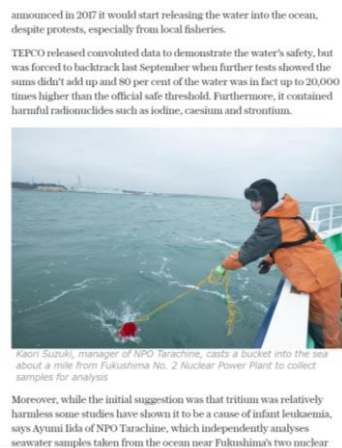 announced in 2017 it would start releasing the water into the ocean,
despite protests, especially from local fisheries.
TEPCO released convoluted data to demonstrate the water's safety, but
was forced to backtrack last September when further tests showed the
sums didn't add up and 80 per cent of the water was in fact up to 20,000
times higher than the official safe threshold. Furthermore, it contained
harmful radionuclides such as iodine, caesium and strontium.
Kaori Suzuki, manager of NPO Tarachine, casts a bucket into the sea
about a mile from Fukushima No. 2 Nuclear Power Plant to collect
samples for analysis
Moreover, while the initial suggestion was that tritium was relatively
harmless some studies have shown it to be a cause of infant leukaemia,
says Ayumi Iida of NPO Tarachine, which independently analyses
seawater samples taken from the ocean near Fukushima's two nuclear